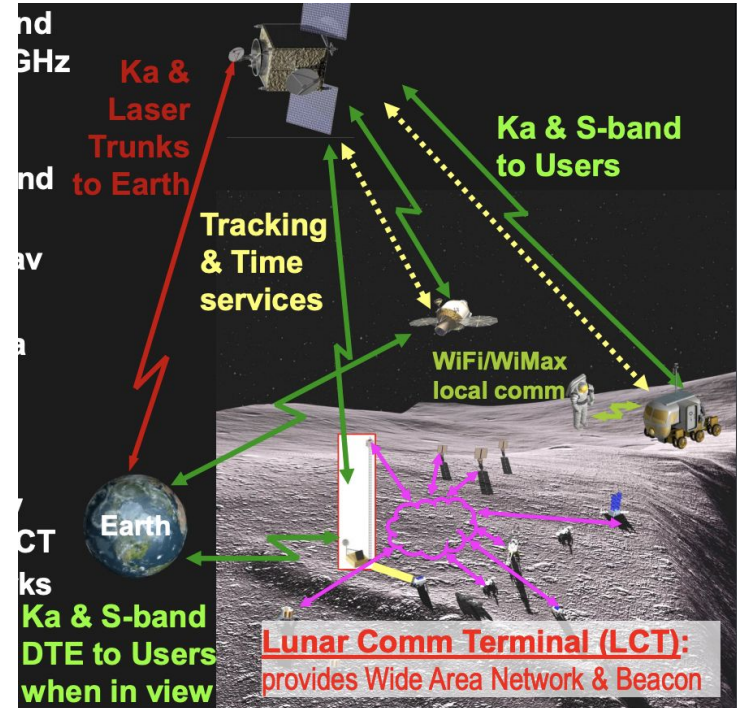 nd
GHz
nd
av
a
CT
ks
Ka &
Laser
Trunks
to Earth
Ka & S-band
to Users
Tracking
& Time
services
WiFi/WiMax
local comm
Earth
Ka & S-band
DTE to Users
when in view
Lunar Comm Terminal (LCT):
provides Wide Area Network & Beacon